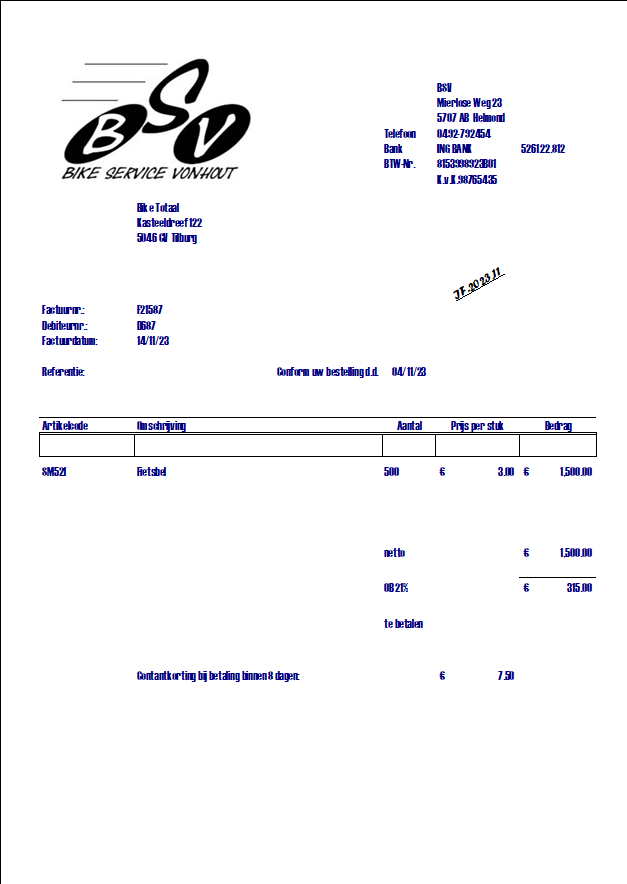 BSV
BIKE SERVICE VONHOUT
BSV
Mierlose Weg 23
5707 AB Helmond
Telefoon 0492-792454
Bank ING BANK 526122.812
BTW-Nr. 8153998923B01
K.v.K.98765435
Bike Totaal
Kasteeldreef 122
5046 GV Tilburg
IF-2023.11
Factuurnr.: F21587
Debiteurnr.: D687
Factuurdatum: 14/11/23
Referentie: Conform uw bestelling d.d. 04/11/23
Artikelcode Omschrijving Aantal Prijs per stuk Bedrag
SM521 Fietsbel 500 € 3.00 € 1,500.00
netto € 1,500.00
OB 21% € 315.00
te betalen
Contantkorting bij betaling binnen 8 dagen: € 7.50